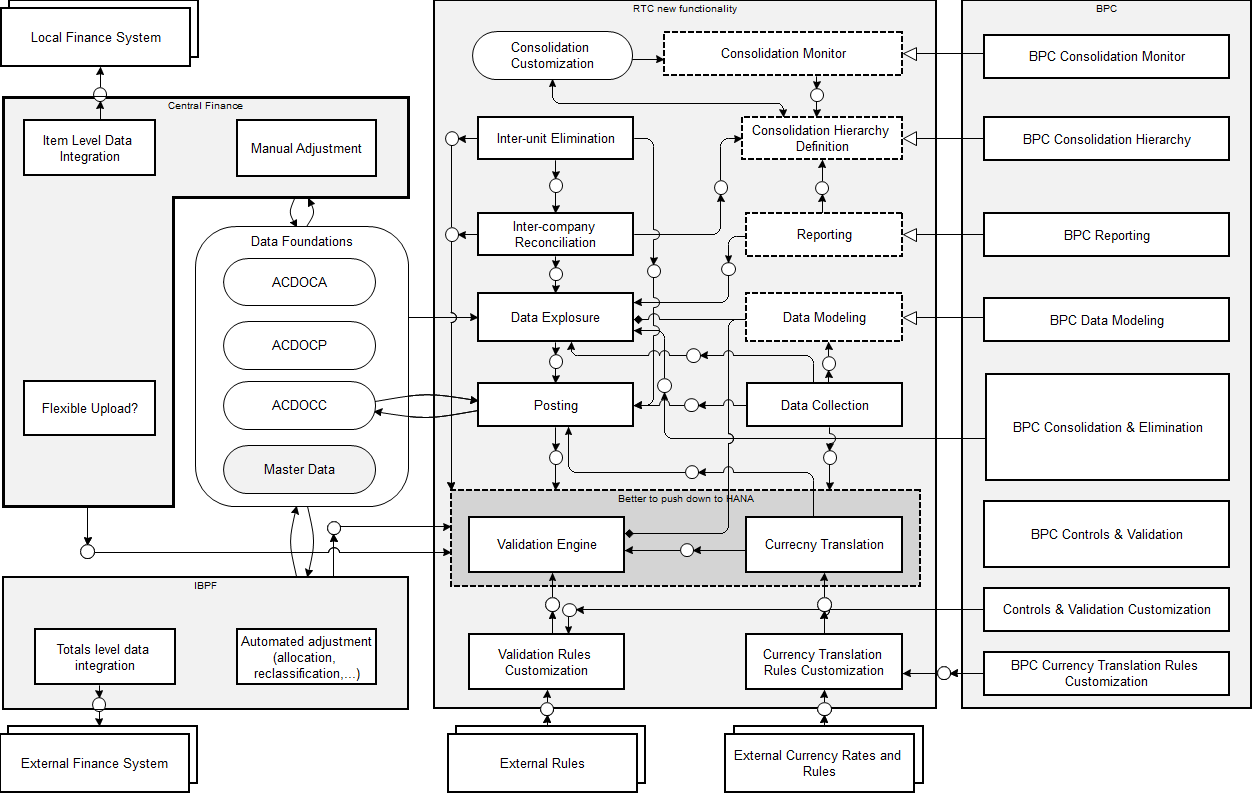 Local Finance System
Central Finance
Item Level Data
Integration
Manual Adjustment
Flexible Upload?
Data Foundations
ACDOCA
ACDOCP
ACDOCC
Master Data
IBPF
Totals level data
integration
Automated adjustment
(allocation,
reclassification,...)
External Finance System
RTC new functionality
Consolidation
Customization
Consolidation Monitor
Inter-unit Elimination
Consolidation Hierarchy
Definition
Inter-company
Reconciliation
Reporting
Data Explosure
Data Modeling
Posting
Data Collection
Better to push down to HANA
Validation Engine
Currecny Translation
Validation Rules
Customization
Currency Translation
Rules Customization
External Rules
External Currency Rates and
Rules
BPC
BPC Consolidation Monitor
BPC Consolidation Hierarchy
BPC Reporting
BPC Data Modeling
BPC Consolidation & Elimination
BPC Controls & Validation
Controls & Validation Customization
BPC Currency Translation Rules
Customization